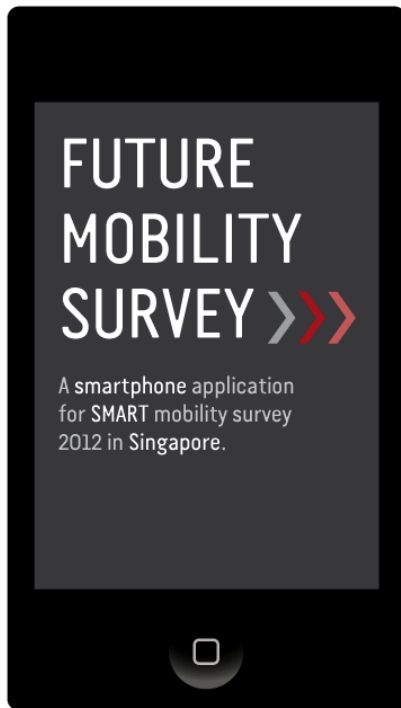 FUTURE
MOBILITY
SURVEY
A smartphone application
for SMART mobility survey
2012 in Singapore.